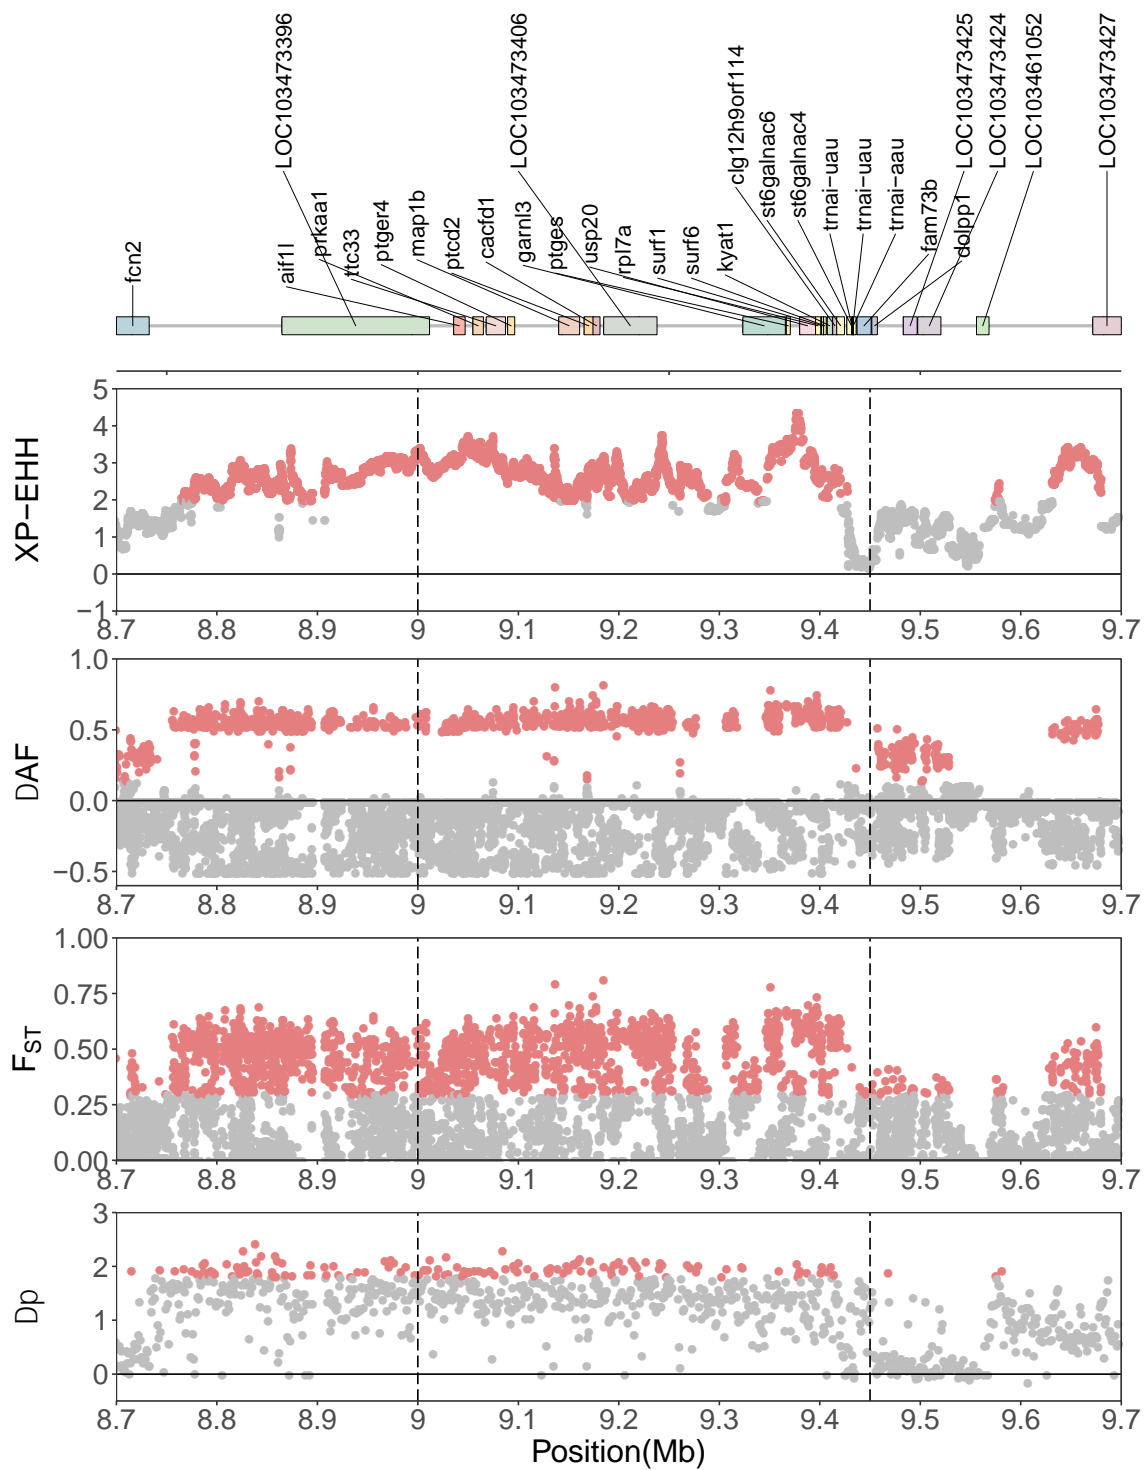 fcn2
LOC103473396
aif1l
prkaa1
ttc33
ptger4
map1b
ptcd2
cacfd1
LOC103473406
garnl3
ptges
usp20
rpl7a
surf1
surf6
kyat1
clg12h9orf114
st6galnac6
st6galnac4
trnai−uau
trnai−uau
trnai−aau
fam73b
dolpp1
LOC103473425
LOC103473424
LOC103461052
LOC103473427
XP−EHH
5
4
3
2
1
0
−1
8.7 8.8 8.9 9 9.1 9.2 9.3 9.4 9.5 9.6 9.7
DAF
1.0
0.5
0.0
−0.5
8.7 8.8 8.9 9 9.1 9.2 9.3 9.4 9.5 9.6 9.7
FST
1.00
0.75
0.50
0.25
0.00
8.7 8.8 8.9 9 9.1 9.2 9.3 9.4 9.5 9.6 9.7
Dp
3
2
1
0
8.7 8.8 8.9 9 9.1 9.2 9.3 9.4 9.5 9.6 9.7
Position(Mb)